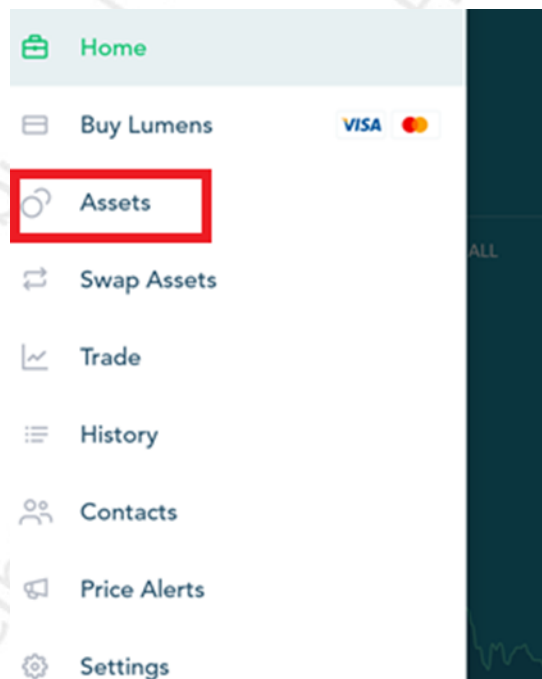 Home
Buy Lumens VISA
Assets
ALL
Swap Assets
Trade
History
Contacts
Price Alerts
Settings